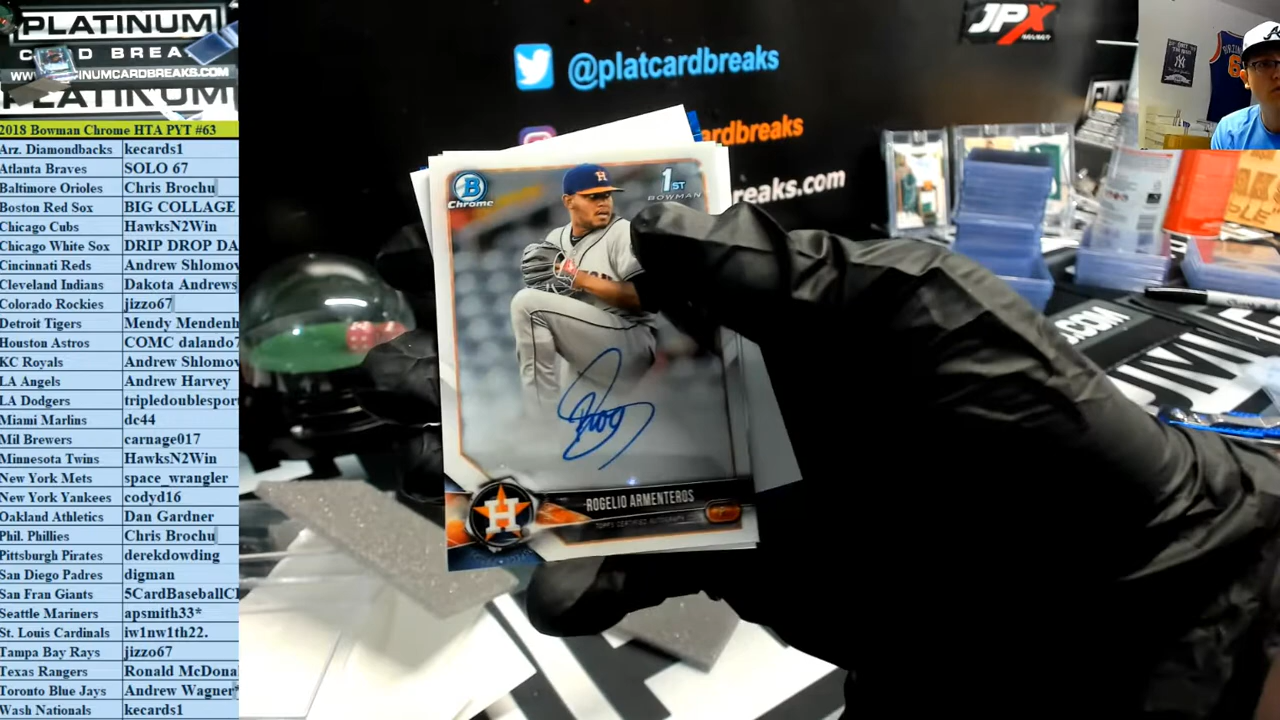 PLATINUM
WWW.
INUMCARDBREAKS.COM
2018 Bowman Chrome HTA PYT #63
Arz. Diamondbacks kecards1
Atlanta Braves SOLO 67
Baltimore Orioles Chris Brochu
Boston Red Sox BIG COLLAGE
Chicago Cubs HawksN2Win
Chicago White Sox DRIP DROP DA
Cincinnati Reds Andrew Shlomov
Cleveland Indians Dakota Andrews
Colorado Rockies jizzo67
Detroit Tigers Mendy Mendenh
Houston Astros COMC dalando7
KC Royals Andrew Shlomov
LA Angels Andrew Harvey
LA Dodgers tripledoublespor
Miami Marlins dc44
Mil Brewers carnage017
Minnesota Twins HawksN2Win
New York Mets space_wrangler
New York Yankees codyd16
Oakland Athletics Dan Gardner
Phil. Phillies Chris Brochu
Pittsburgh Pirates derekdowding
San Diego Padres digman
San Fran Giants 5CardBaseballCl
Seattle Mariners apsmith33*
St. Louis Cardinals iw1nw1th22.
Tampa Bay Rays jizzo67
Texas Rangers Ronald McDona
Toronto Blue Jays Andrew Wagner*
Wash Nationals kecards1
@platcardbreaks
ardbreaks
reaks.com
JPX
B
Chrome
1ST
BOWMAN
H
H
ROGELIO ARMENTEROS
TOPPS CERTIFIED AUTOGRAPH
.COM
A